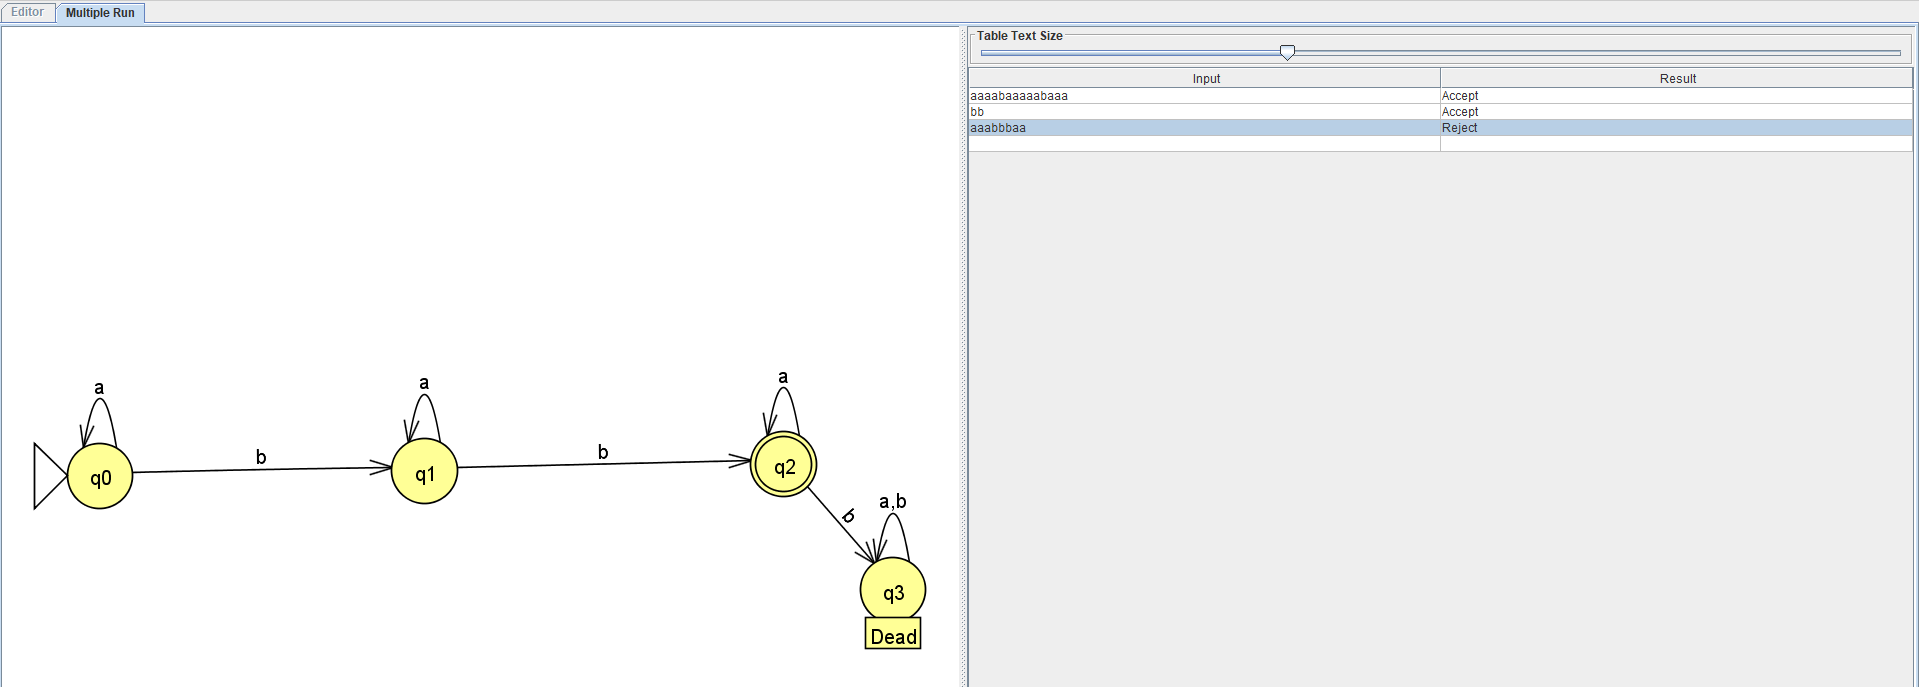 Editor Multiple Run
Table Text Size
Input Result
aaaabaaaaabaaa Accept
bb Accept
aaabbbaa Reject
a a a
b b
q0 q1 q2
b a,b
q3
Dead